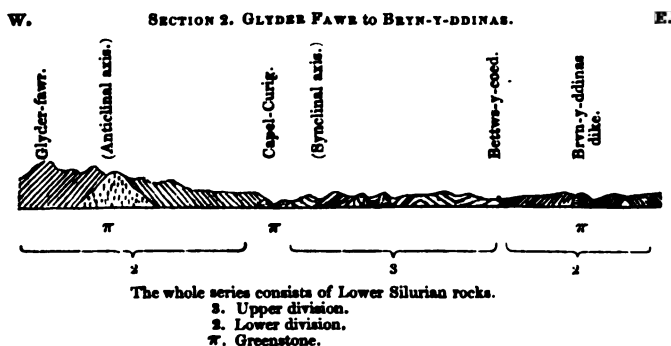 W. SECTION 2. GLYDER FAWR to BRYN-Y-DDINAS. E.
Glyder-fawr.
(Anticlinal axis.)
Capel-Curig.
(Synclinal axis.)
Bettws-y-coed.
Bryn-y-ddinas
dike.
π π π
2 3 2
The whole series consists of Lower Silurian rocks.
3. Upper division.
2. Lower division.
π. Greenstone.